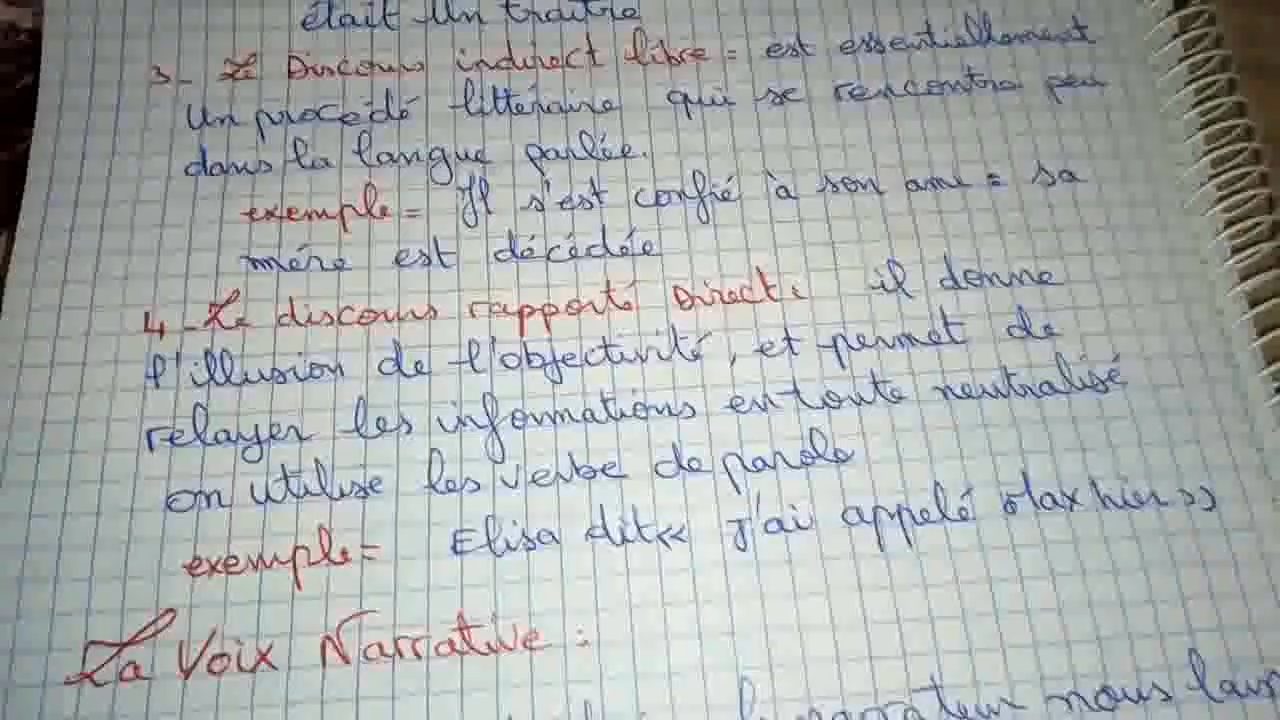 était Un traitre
3- Le Discours indirect libre = est essentiellement
Un procédé littéraire qui se rencontre peu
dans la langue parlée.
exemple = Il s'est confié à son ami = sa
mère est décédée
4- Le discours rapporté Direct: il donne
l'illusion de l'objectivité, et permet de
relayer les informations en toute neutralisé
on utilise les verbe de parole
exemple = Elisa dit « J'ai appelé Max hier »
La Voix Narrative :
narrateur nous